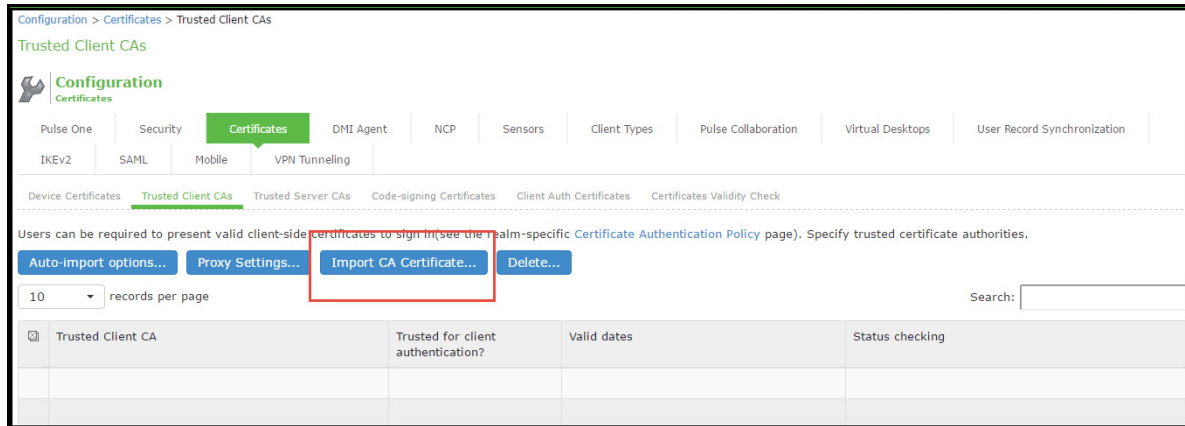 Configuration > Certificates > Trusted Client CAs
Trusted Client CAs
Configuration
Certificates
Pulse One Security Certificates DMI Agent NCP Sensors Client Types Pulse Collaboration Virtual Desktops User Record Synchronization
IKEv2 SAML Mobile VPN Tunneling
Device Certificates Trusted Client CAs Trusted Server CAs Code-signing Certificates Client Auth Certificates Certificates Validity Check
Users can be required to present valid client-side certificates to sign in(see the realm-specific Certificate Authentication Policy page). Specify trusted certificate authorities.
Auto-import options... Proxy Settings... Import CA Certificate... Delete...
10 records per page Search:
Trusted Client CA Trusted for client Valid dates Status checking
authentication?